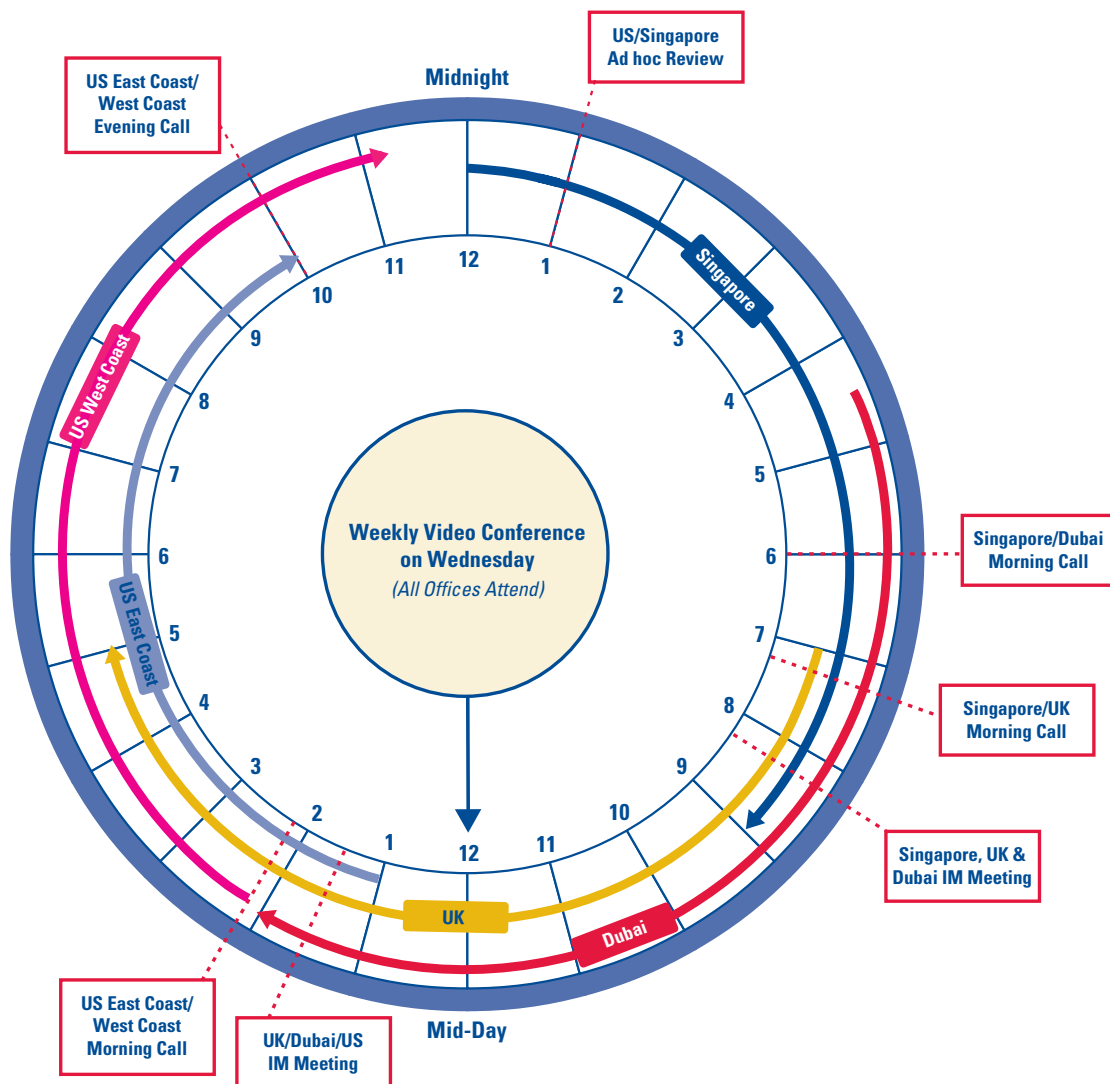 US/Singapore
Ad hoc Review
US East Coast/
West Coast
Evening Call
Midnight
12
1
2
3
4
5
6
7
8
9
10
11
12
1
2
3
4
5
6
7
8
9
10
11
Singapore
US West Coast
US East Coast
UK
Dubai
Weekly Video Conference
on Wednesday
(All Offices Attend)
Singapore/Dubai
Morning Call
Singapore/UK
Morning Call
Singapore, UK &
Dubai IM Meeting
Mid-Day
US East Coast/
West Coast
Morning Call
UK/Dubai/US
IM Meeting